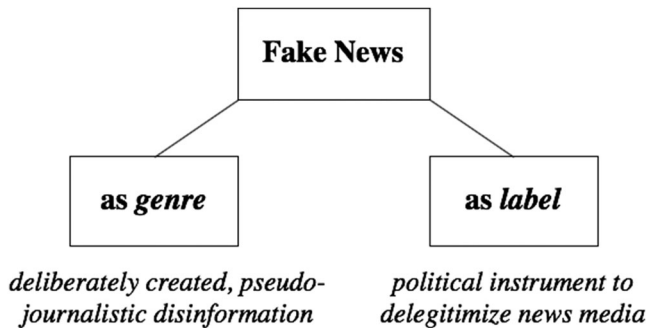 Fake News
as genre
as label
deliberately created, pseudo-
journalistic disinformation
political instrument to
delegitimize news media